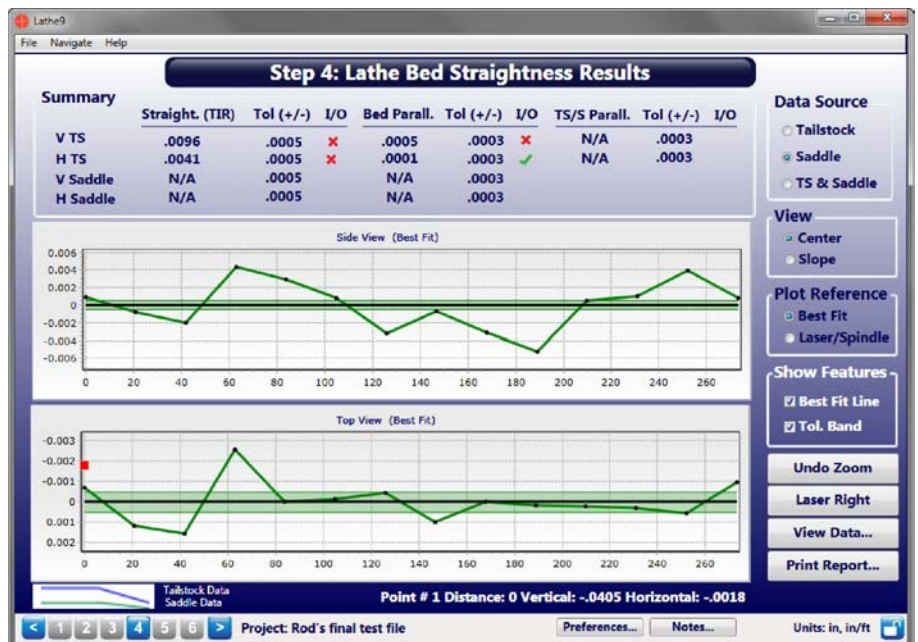 Lathe9
File Navigate Help
Step 4: Lathe Bed Straightness Results
Summary
Straight. (TIR) Tol (+/-) I/O Bed Parall. Tol (+/-) I/O TS/S Parall. Tol (+/-) I/O
V TS .0096 .0005 .0005 .0003 N/A .0003
H TS .0041 .0005 .0001 .0003 N/A .0003
V Saddle N/A .0005 N/A .0003
H Saddle N/A .0005 N/A .0003
Data Source
Tailstock
Saddle
TS & Saddle
View
Center
Slope
Plot Reference
Best Fit
Laser/Spindle
Show Features
Best Fit Line
Tol. Band
Undo Zoom
Laser Right
View Data...
Print Report...
Side View (Best Fit)
0.006
0.004
0.002
0
-0.002
-0.004
-0.006
0 20 40 60 80 100 120 140 160 180 200 220 240 260
Top View (Best Fit)
-0.003
-0.002
-0.001
0
0.001
0.002
0 20 40 60 80 100 120 140 160 180 200 220 240 260
Tailstock Data
Saddle Data
Point # 1 Distance: 0 Vertical: -.0405 Horizontal: -.0018
< 1 2 3 4 5 6 > Project: Rod's final test file Preferences... Notes... Units: in, in/ft